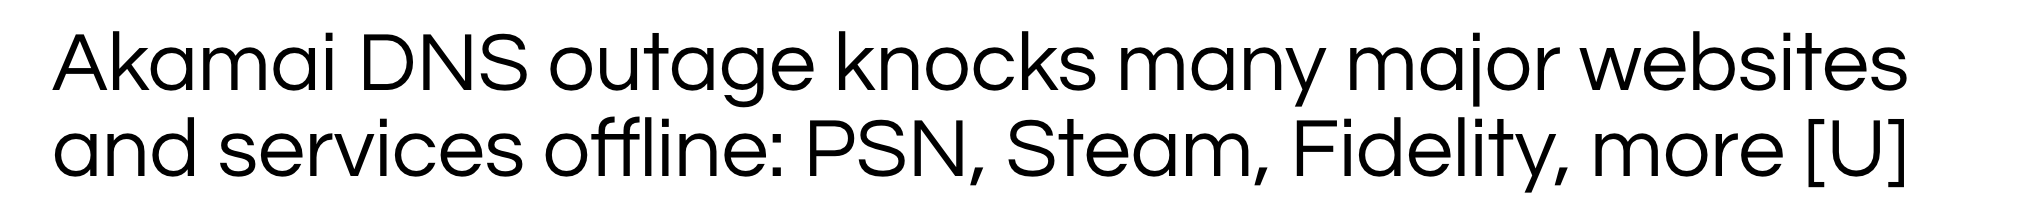 Akamai DNS outage knocks many major websites
and services offline: PSN, Steam, Fidelity, more [U]